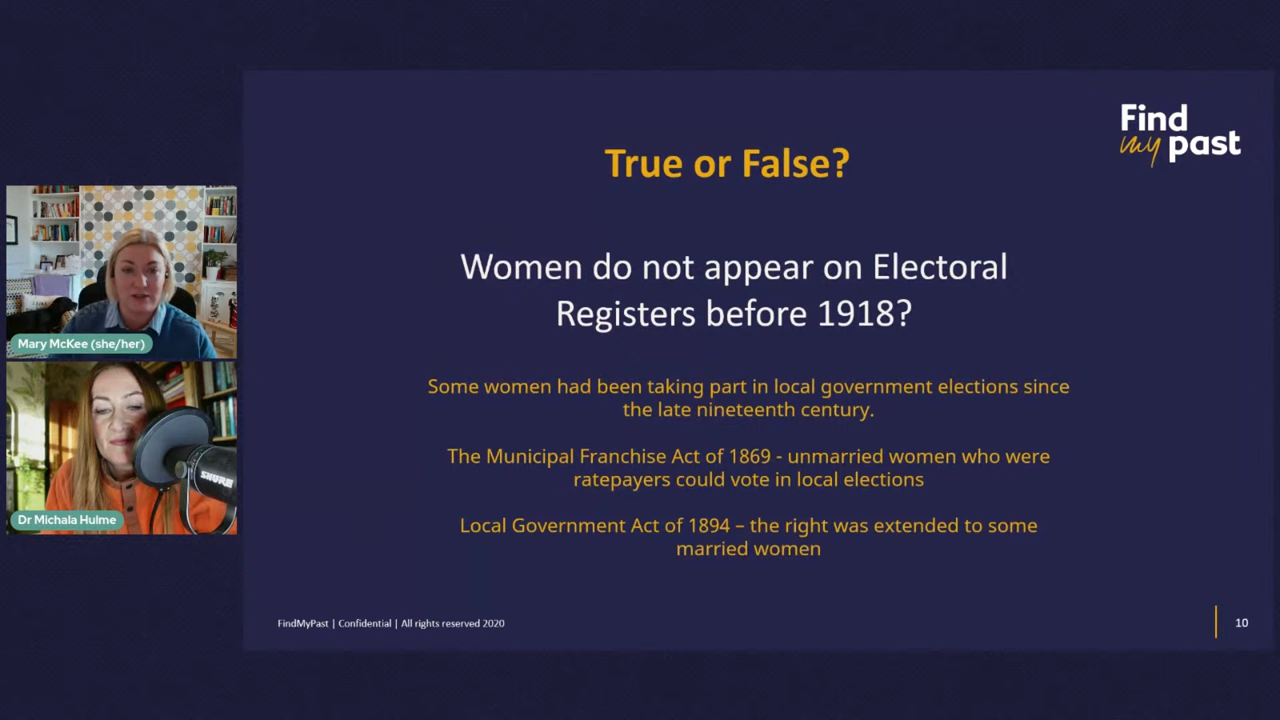 Find
my past
True or False?
Women do not appear on Electoral
Registers before 1918?
Some women had been taking part in local government elections since
the late nineteenth century.
The Municipal Franchise Act of 1869 - unmarried women who were
ratepayers could vote in local elections
Local Government Act of 1894 – the right was extended to some
married women
FindMyPast | Confidential | All rights reserved 2020
10
Mary McKee (she/her)
SHURE
Dr Michala Hulme